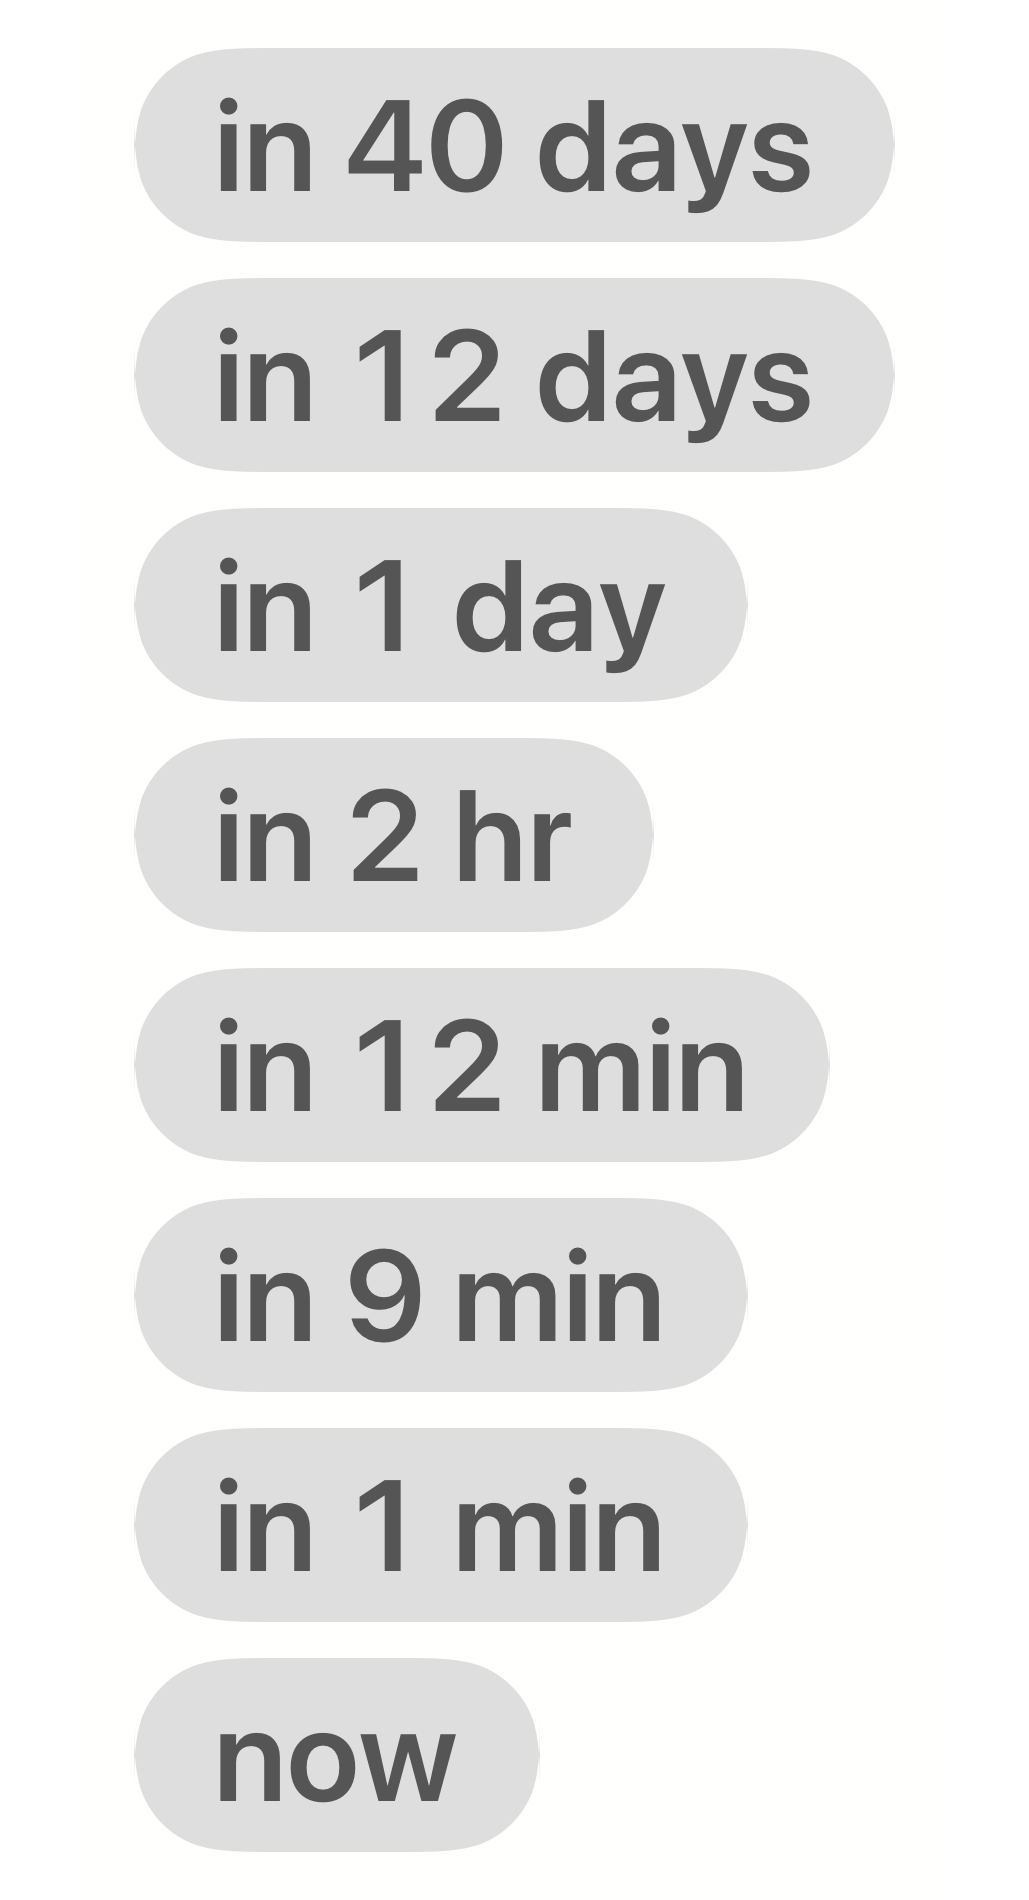 in 40 days
in 12 days
in 1 day
in 2 hr
in 12 min
in 9 min
in 1 min
now